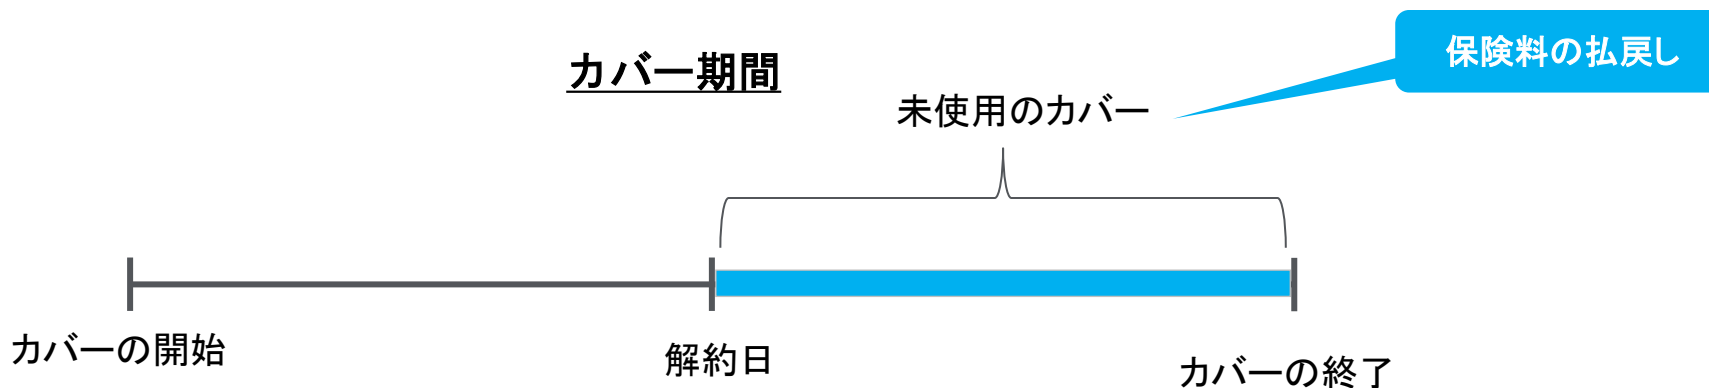 保険料の払戻し
カバー期間
未使用のカバー
カバーの開始
解約日
カバーの終了